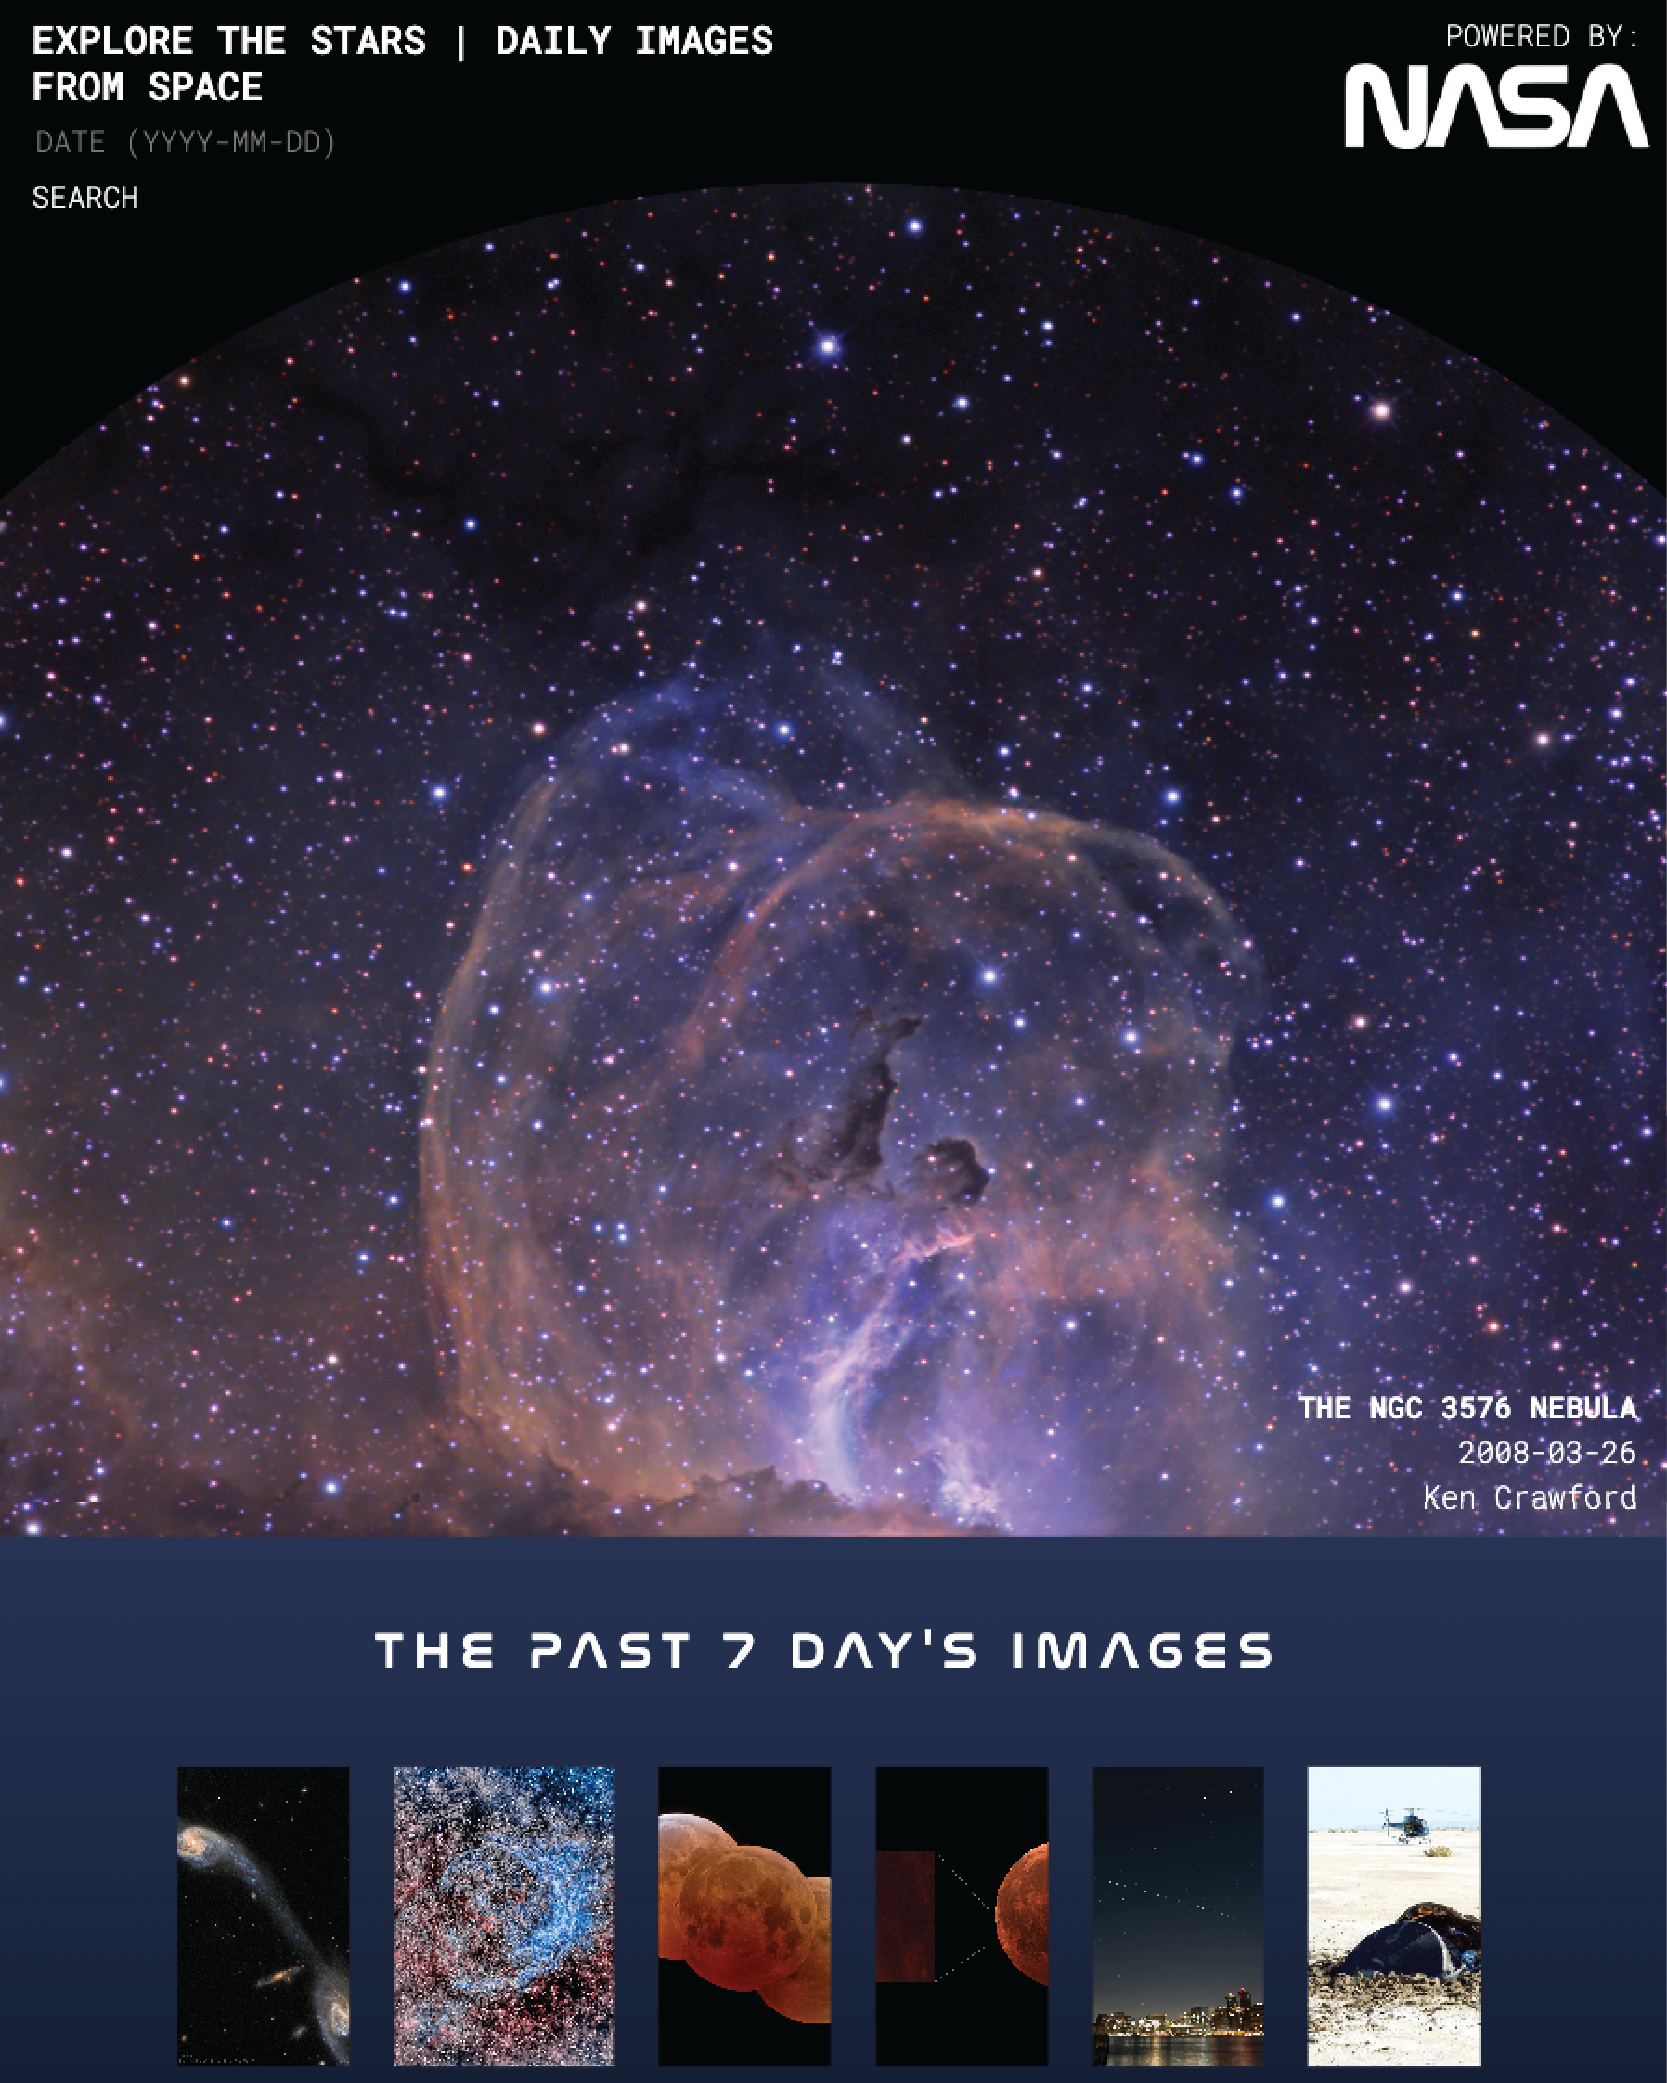 EXPLORE THE STARS | DAILY IMAGES
FROM SPACE
DATE (YYYY-MM-DD)
SEARCH
POWERED BY:
NASA
THE NGC 3576 NEBULA
2008-03-26
Ken Crawford
THE PAST 7 DAY'S IMAGES